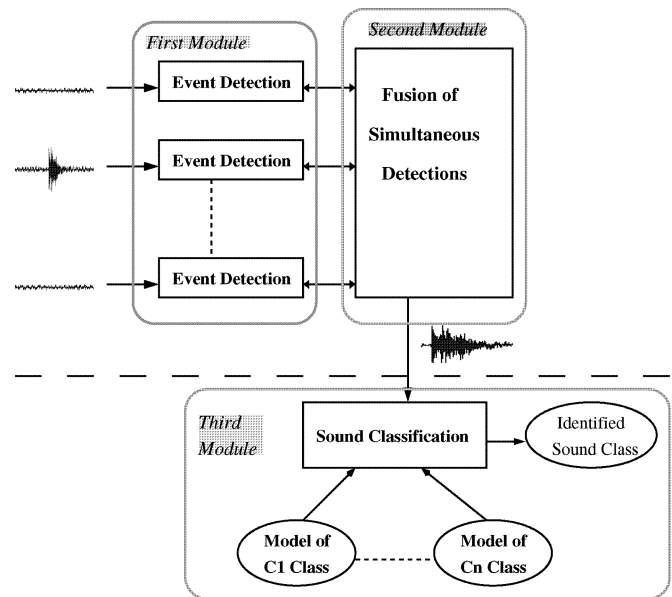 First Module
Second Module
Event Detection
Event Detection
Event Detection
Fusion of
Simultaneous
Detections
Third
Module
Sound Classification
Identified
Sound Class
Model of
C1 Class
Model of
Cn Class